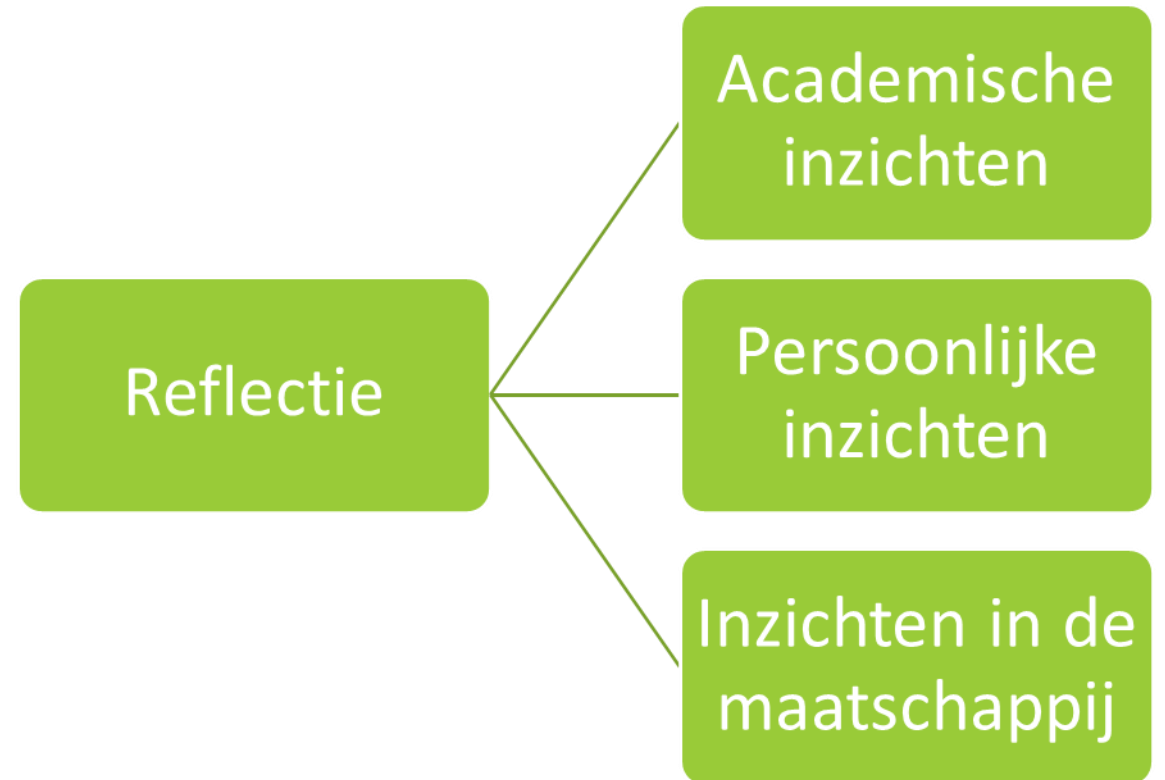 Academische
inzichten
Reflectie
Persoonlijke
inzichten
Inzichten in de
maatschappij